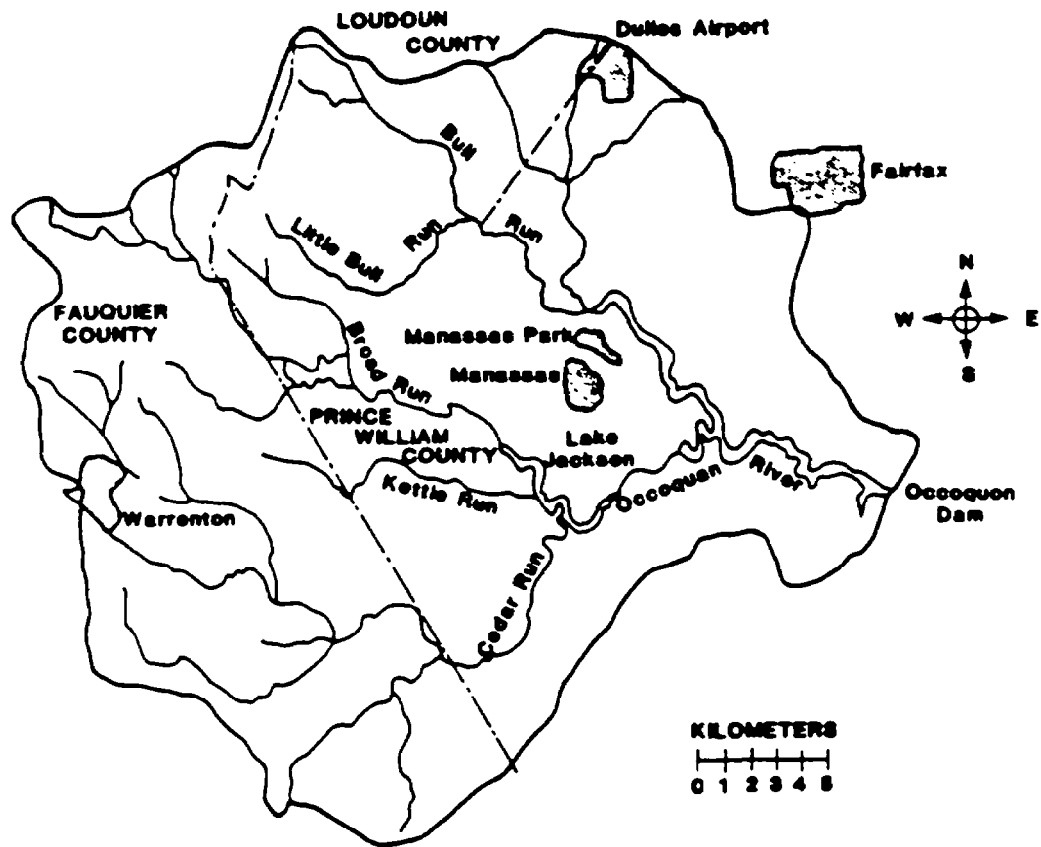 LOUDOUN
COUNTY
Dulles Airport
Fairfax
Bull
Run
Little Bull
Run
N
W
E
S
FAUQUIER
COUNTY
Manassas Park
Manassas
Broad Run
PRINCE
WILLIAM
COUNTY
Lake
Jackson
Kettle Run
Occoquan
River
Occoquon
Dam
Warrenton
Cedar Run
KILOMETERS
0 1 2 3 4 5